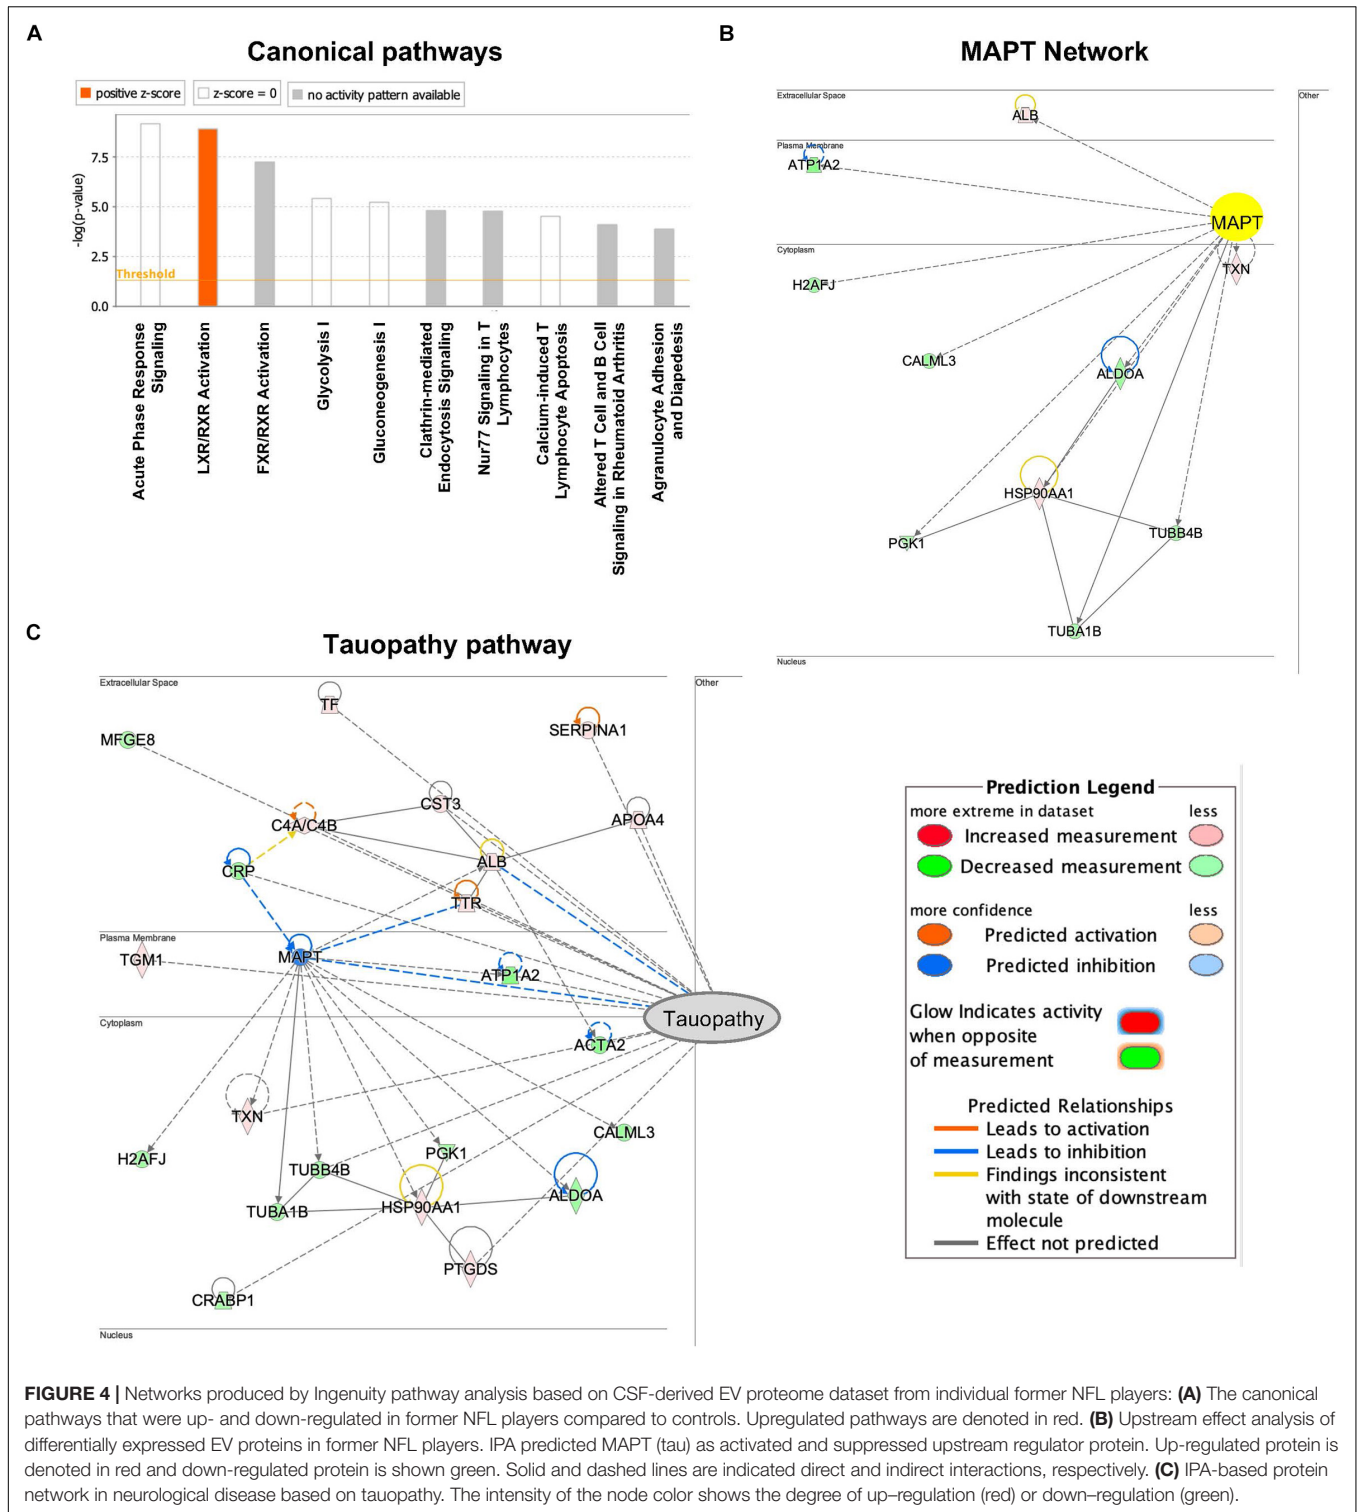 A
Canonical pathways
positive z-score
z-score = 0
no activity pattern available
-log(p-value)
7.5
5.0
2.5
0.0
Threshold
Acute Phase Response
Signaling
LXR/RXR Activation
FXR/RXR Activation
Glycolysis I
Gluconeogenesis I
Clathrin-mediated
Endocytosis Signaling
Nur77 Signaling in T
Lymphocytes
Calcium-induced T
Lymphocyte Apoptosis
Altered T Cell and B Cell
Signaling in Rheumatoid Arthritis
Agranulocyte Adhesion
and Diapedesis
B
MAPT Network
Extracellular Space
Other
ALB
Plasma Membrane
ATP1A2
MAPT
Cytoplasm
TXN
H2AFJ
CALML3
ALDOA
HSP90AA1
PGK1
TUBB4B
TUBA1B
Nucleus
C
Tauopathy pathway
Extracellular Space
Other
TF
SERPINA1
MFGE8
CST3
C4A/C4B
APOA4
ALB
CRP
TTR
Plasma Membrane
TGM1
MAPT
ATP1A2
Tauopathy
Cytoplasm
ACTA2
TXN
CALML3
H2AFJ
PGK1
TUBB4B
ALDOA
HSP90AA1
TUBA1B
PTGDS
CRABP1
Nucleus
Prediction Legend
more extreme in dataset less
Increased measurement
Decreased measurement
more confidence less
Predicted activation
Predicted inhibition
Glow Indicates activity
when opposite
of measurement
Predicted Relationships
Leads to activation
Leads to inhibition
Findings inconsistent
with state of downstream
molecule
Effect not predicted
FIGURE 4 | Networks produced by Ingenuity pathway analysis based on CSF-derived EV proteome dataset from individual former NFL players: (A) The canonical
pathways that were up- and down-regulated in former NFL players compared to controls. Upregulated pathways are denoted in red. (B) Upstream effect analysis of
differentially expressed EV proteins in former NFL players. IPA predicted MAPT (tau) as activated and suppressed upstream regulator protein. Up-regulated protein is
denoted in red and down-regulated protein is shown green. Solid and dashed lines are indicated direct and indirect interactions, respectively. (C) IPA-based protein
network in neurological disease based on tauopathy. The intensity of the node color shows the degree of up–regulation (red) or down–regulation (green).